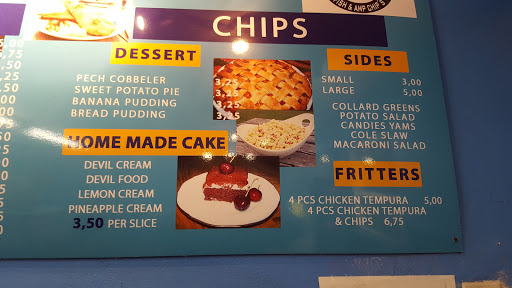 FISH & AMP CHIP'S
CHIPS
DESSERT
PECH COBBELER 3,25
SWEET POTATO PIE 3,25
BANANA PUDDING 3,25
BREAD PUDDING 3,25
HOME MADE CAKE
DEVIL CREAM
DEVIL FOOD
LEMON CREAM
PINEAPPLE CREAM
3,50 PER SLICE
SIDES
SMALL 3,00
LARGE 5,00
COLLARD GREENS
POTATO SALAD
CANDIES YAMS
COLE SLAW
MACARONI SALAD
FRITTERS
4 PCS CHICKEN TEMPURA 5,00
4 PCS CHICKEN TEMPURA
& CHIPS 6,75